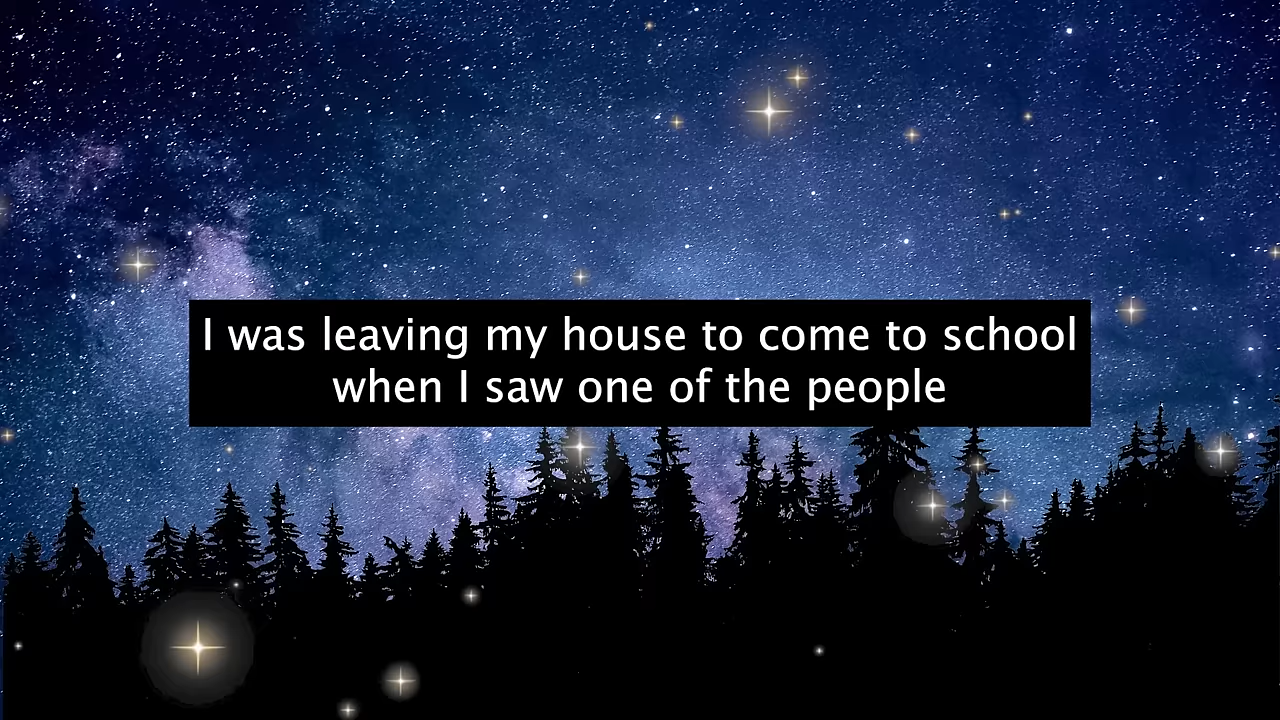 I was leaving my house to come to school
when I saw one of the people